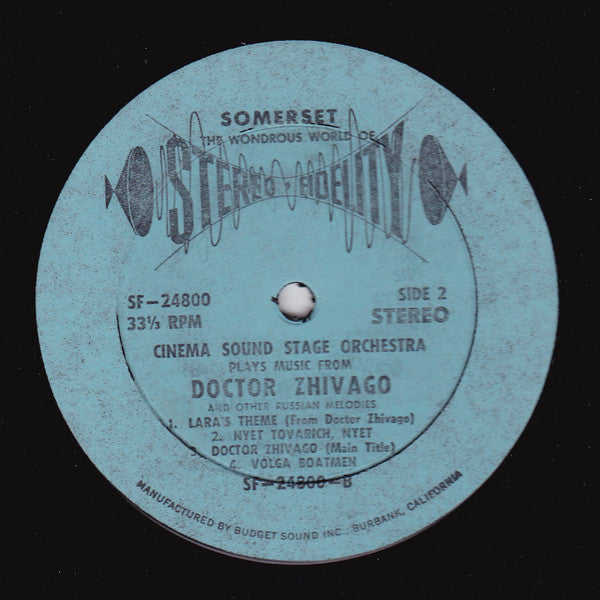 SOMERSET
THE WONDROUS WORLD OF
STEREO-FIDELITY
SF-24800
SIDE 2
33⅓ RPM
STEREO
CINEMA SOUND STAGE ORCHESTRA
PLAYS MUSIC FROM
DOCTOR ZHIVAGO
AND OTHER RUSSIAN MELODIES
1. LARA'S THEME (From Doctor Zhivago)
2. NYET TOVARICH, NYET
3. DOCTOR ZHIVAGO (Main Title)
4. VOLGA BOATMEN
SF-24800-B
MANUFACTURED BY BUDGET SOUND INC., BURBANK, CALIFORNIA